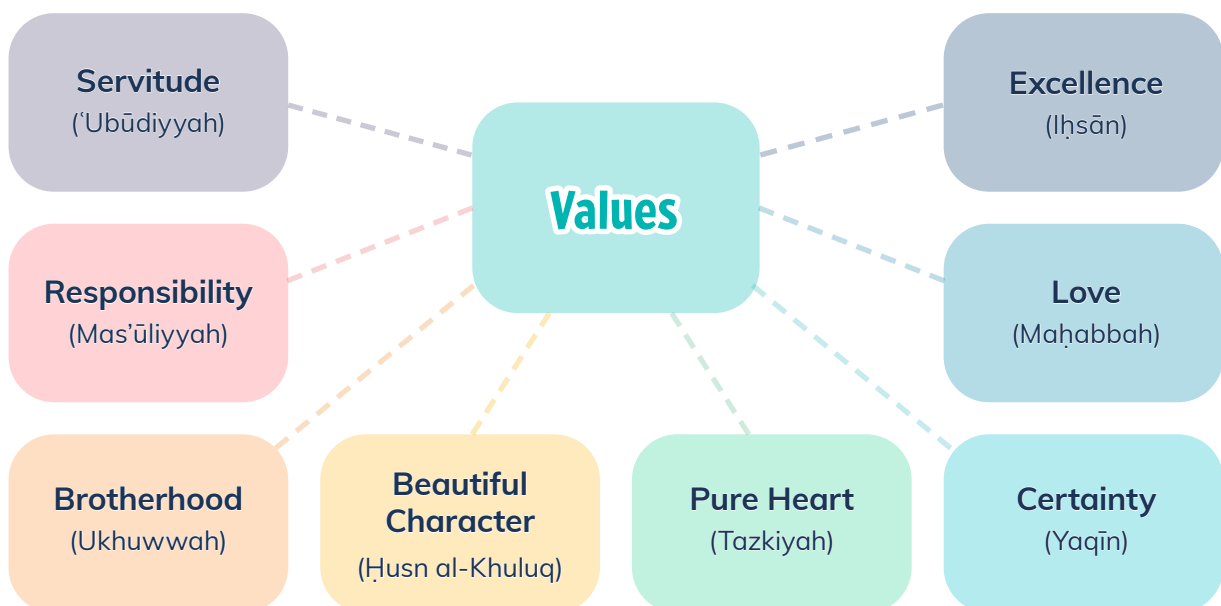 Servitude
(ʿUbūdiyyah)
Excellence
(Iḥsān)
Values
Responsibility
(Mas’ūliyyah)
Love
(Maḥabbah)
Brotherhood
(Ukhuwwah)
Beautiful
Character
(Ḥusn al-Khuluq)
Pure Heart
(Tazkiyah)
Certainty
(Yaqīn)